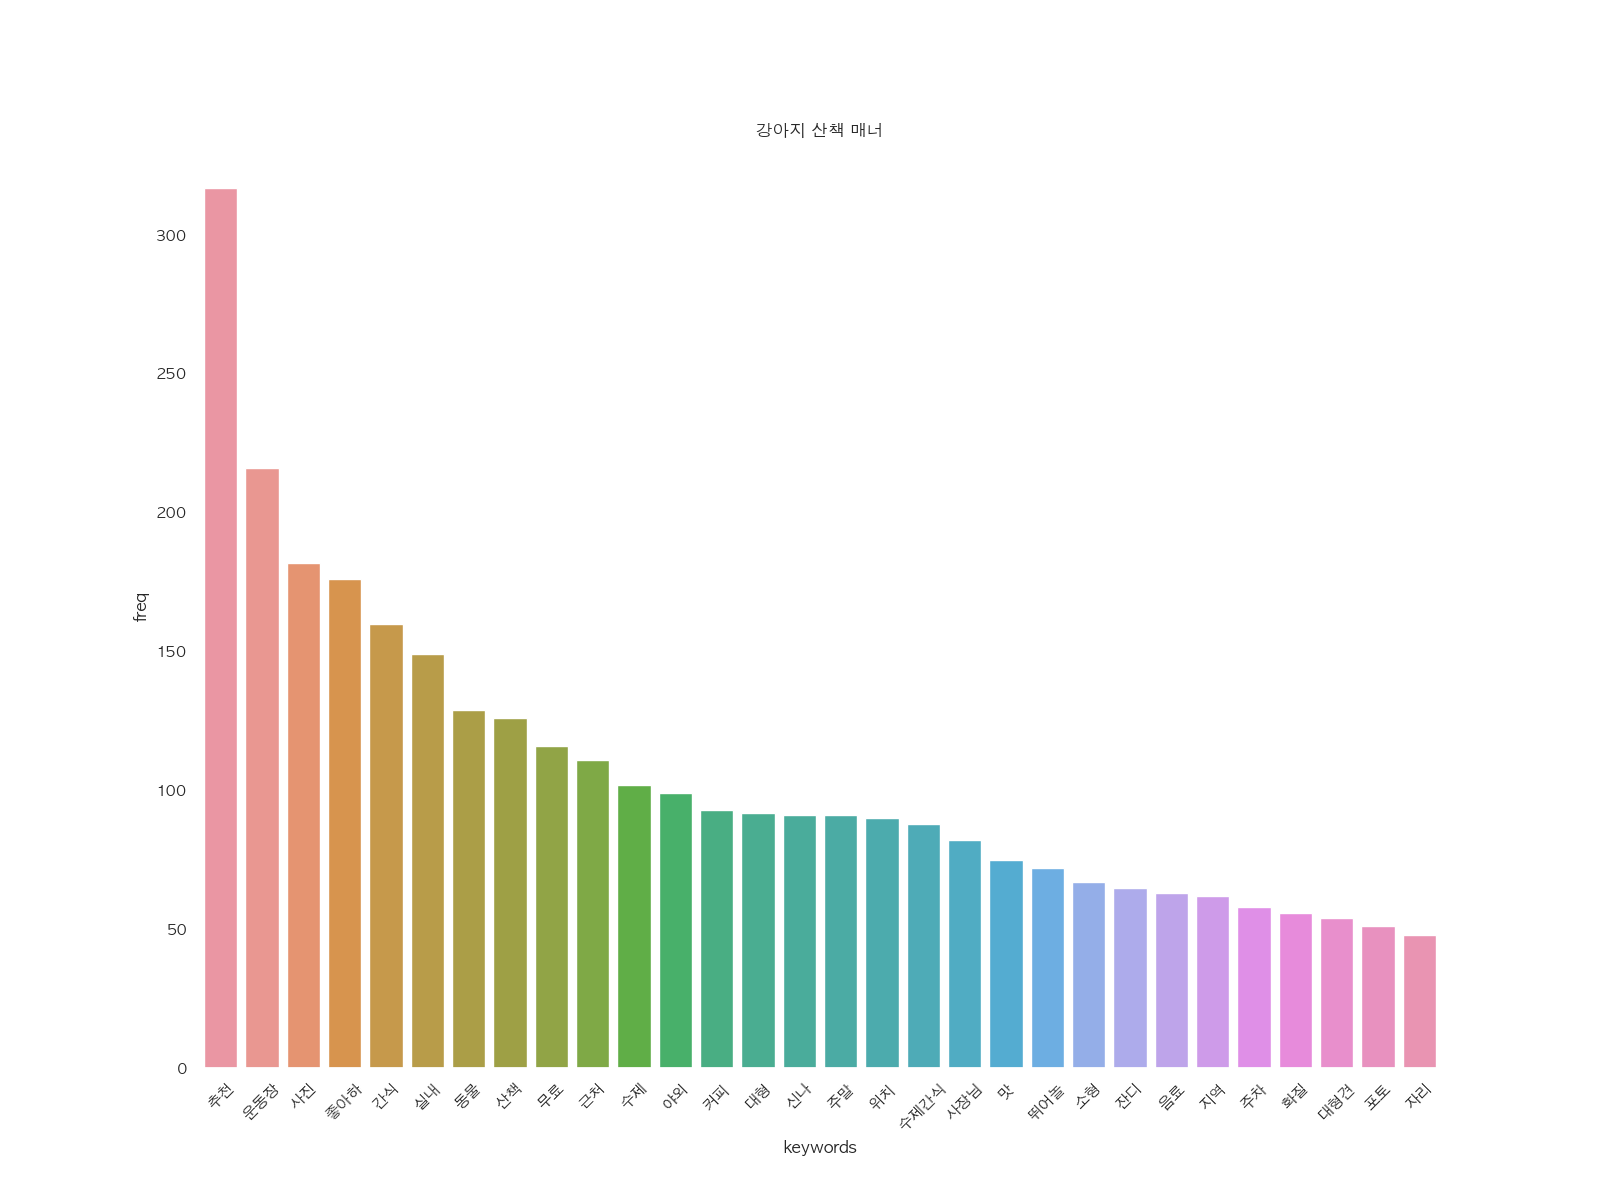 강아지 산책 매너
300
250
200
150
100
50
0
freq
추천
운동장
사진
좋아하
간식
실내
동물
산책
무료
근처
수제
야외
커피
대형
신나
주말
위치
수제간식
사장님
맛
뛰어놀
소형
잔디
음료
지역
주차
화질
대형견
포토
자리
keywords